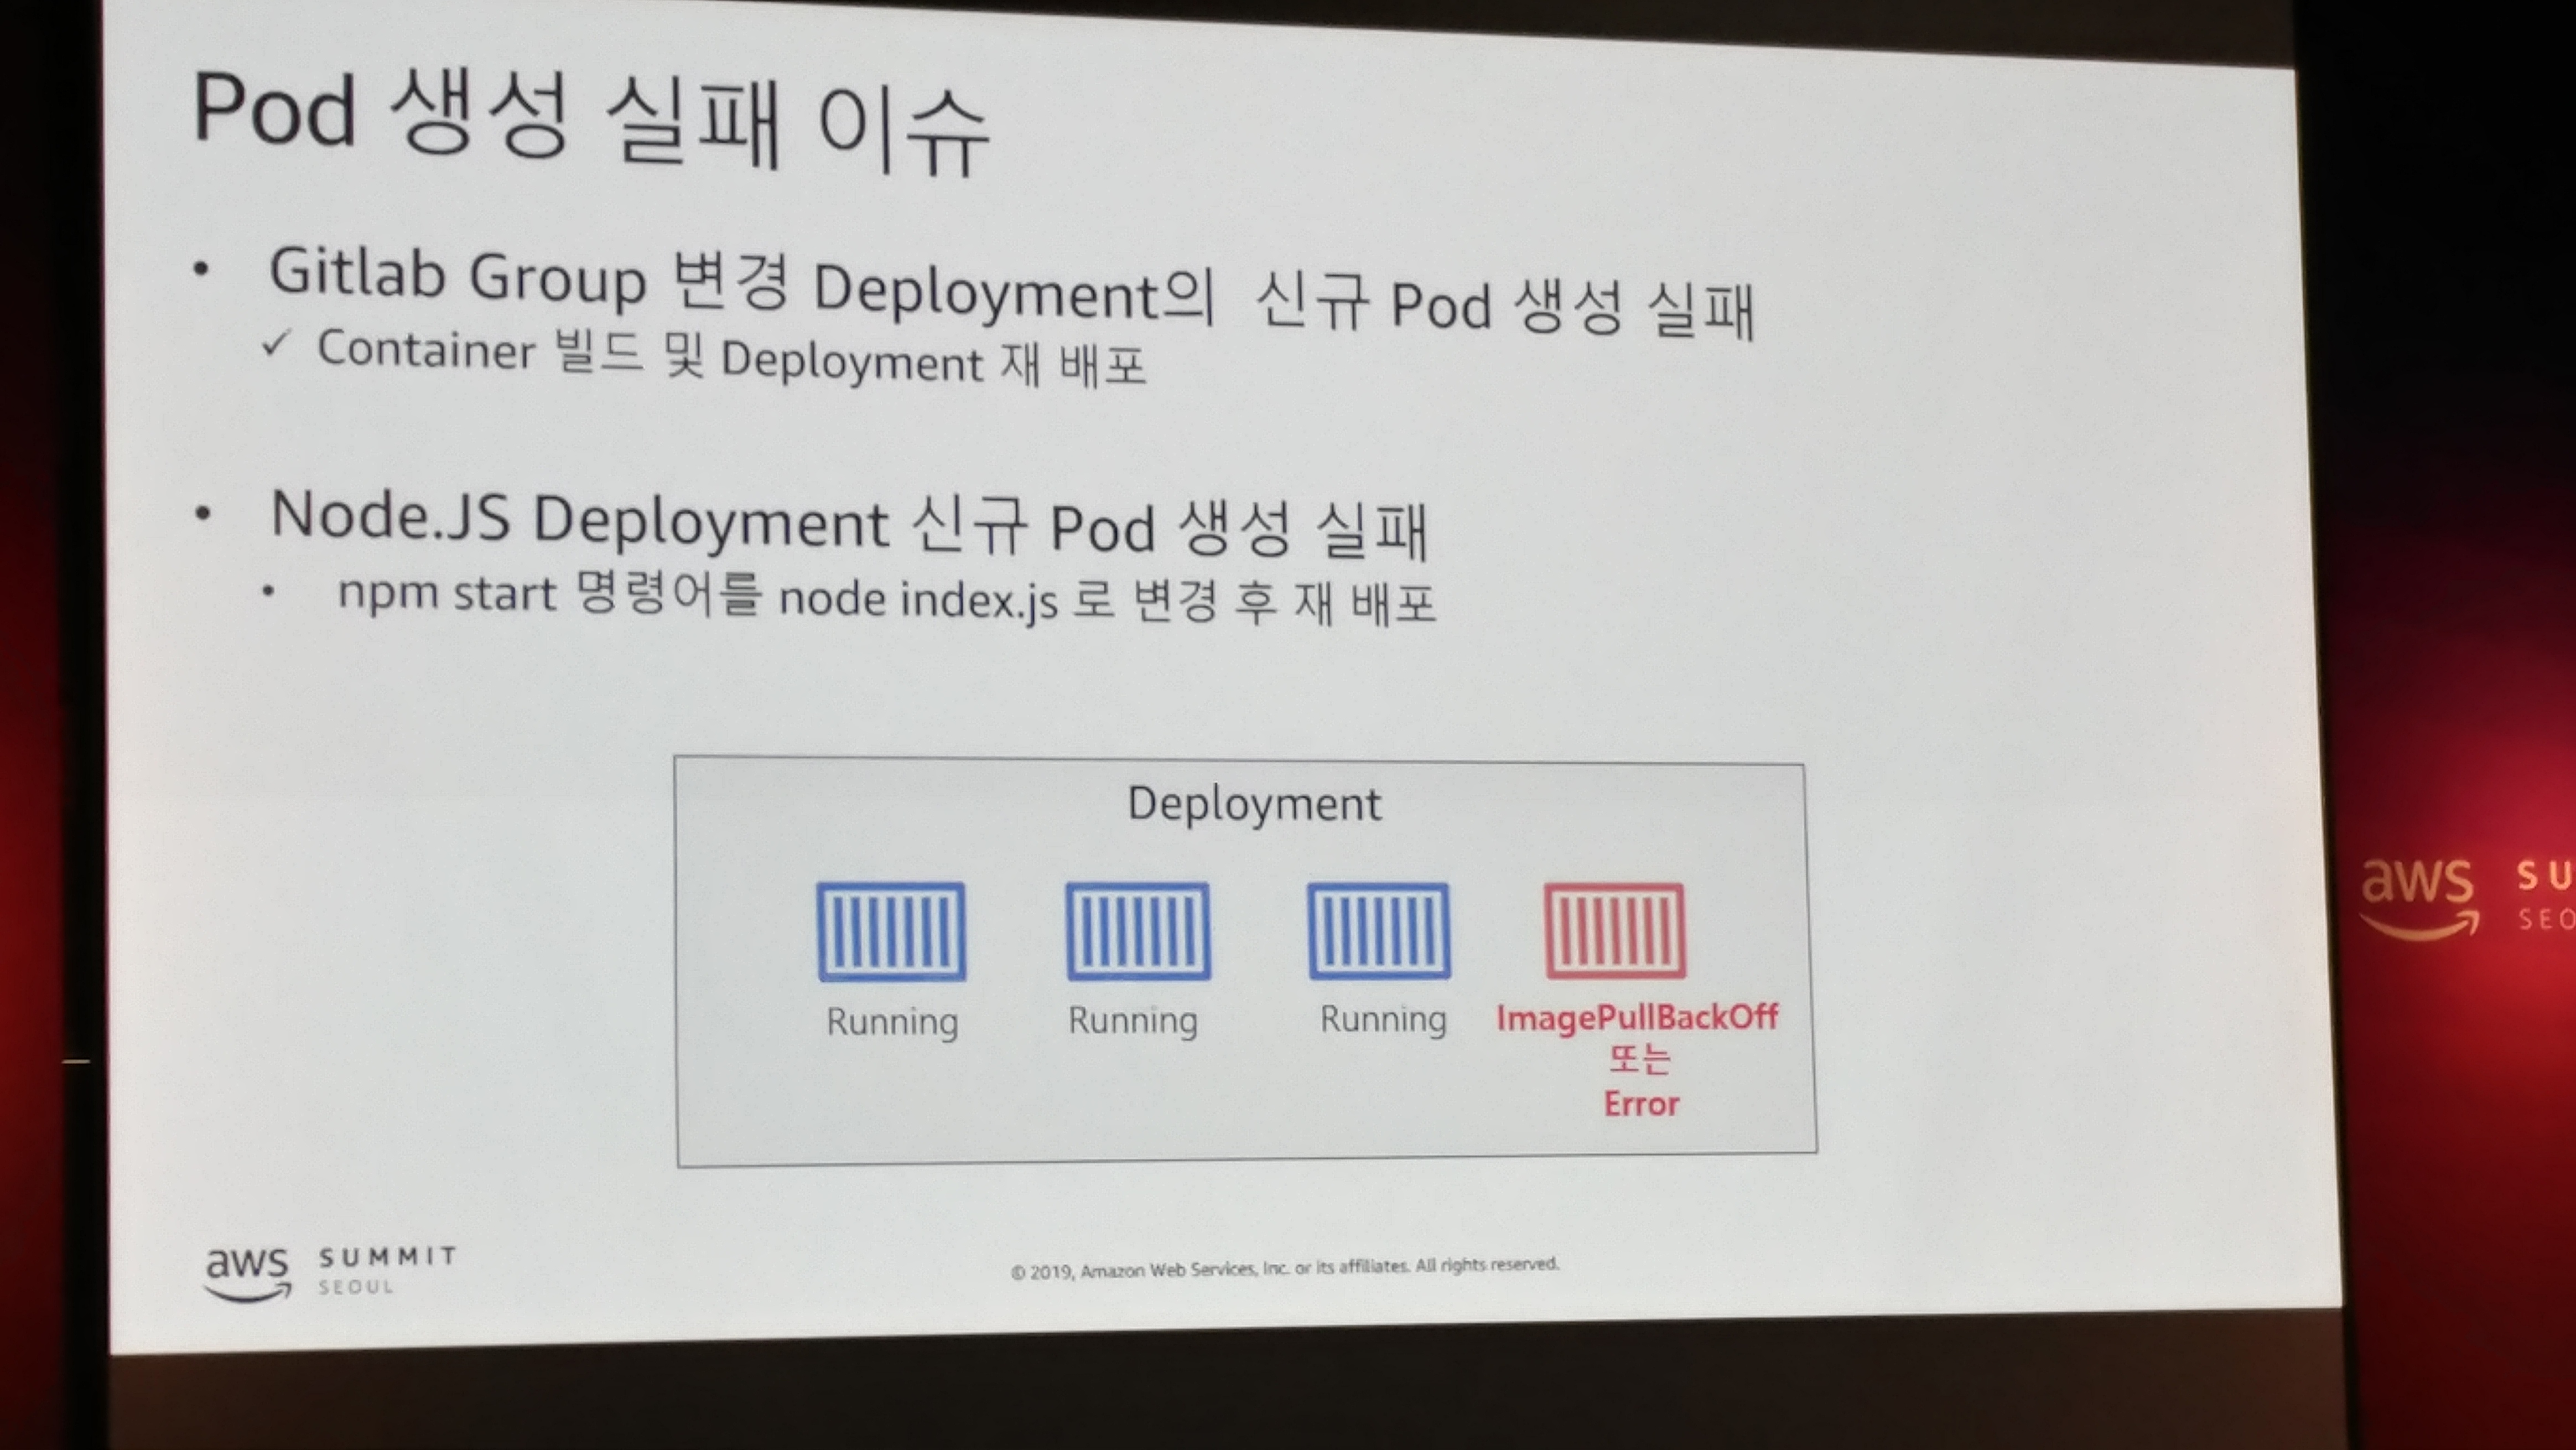 Pod 생성 실패 이슈
• Gitlab Group 변경 Deployment의 신규 Pod 생성 실패
✓ Container 빌드 및 Deployment 재 배포
• Node.JS Deployment 신규 Pod 생성 실패
• npm start 명령어를 node index.js 로 변경 후 재 배포
Deployment
Running Running Running ImagePullBackOff
또는
Error
aws SUMMIT
SEOUL
© 2019, Amazon Web Services, Inc. or its affiliates. All rights reserved.
aws SU
SEO